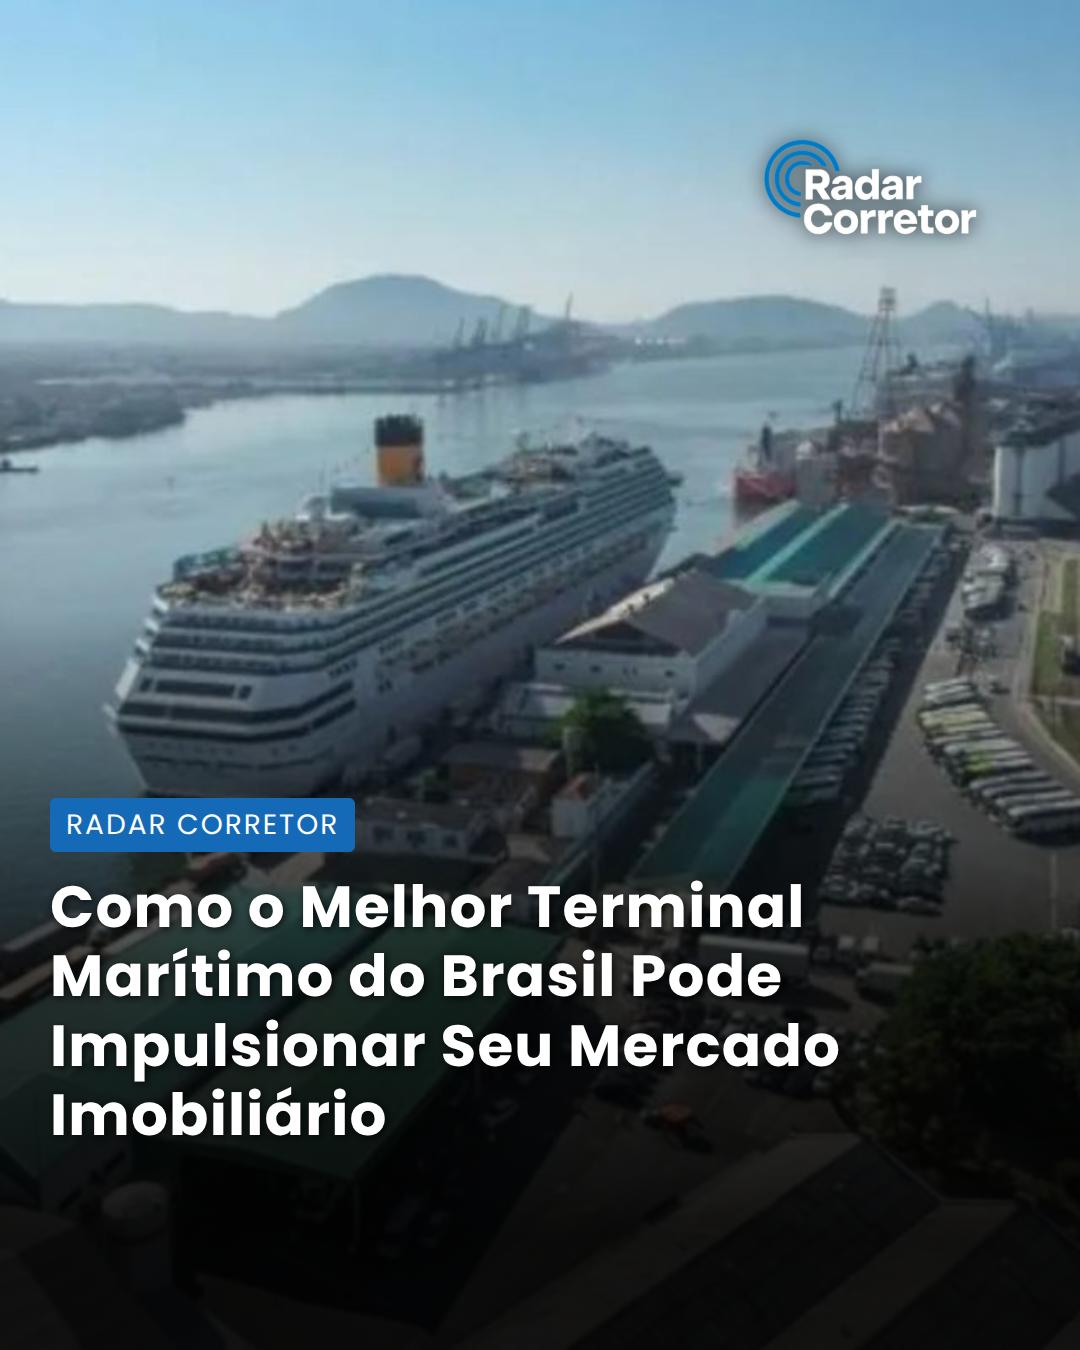 Radar
Corretor
RADAR CORRETOR
Como o Melhor Terminal
Marítimo do Brasil Pode
Impulsionar Seu Mercado
Imobiliário